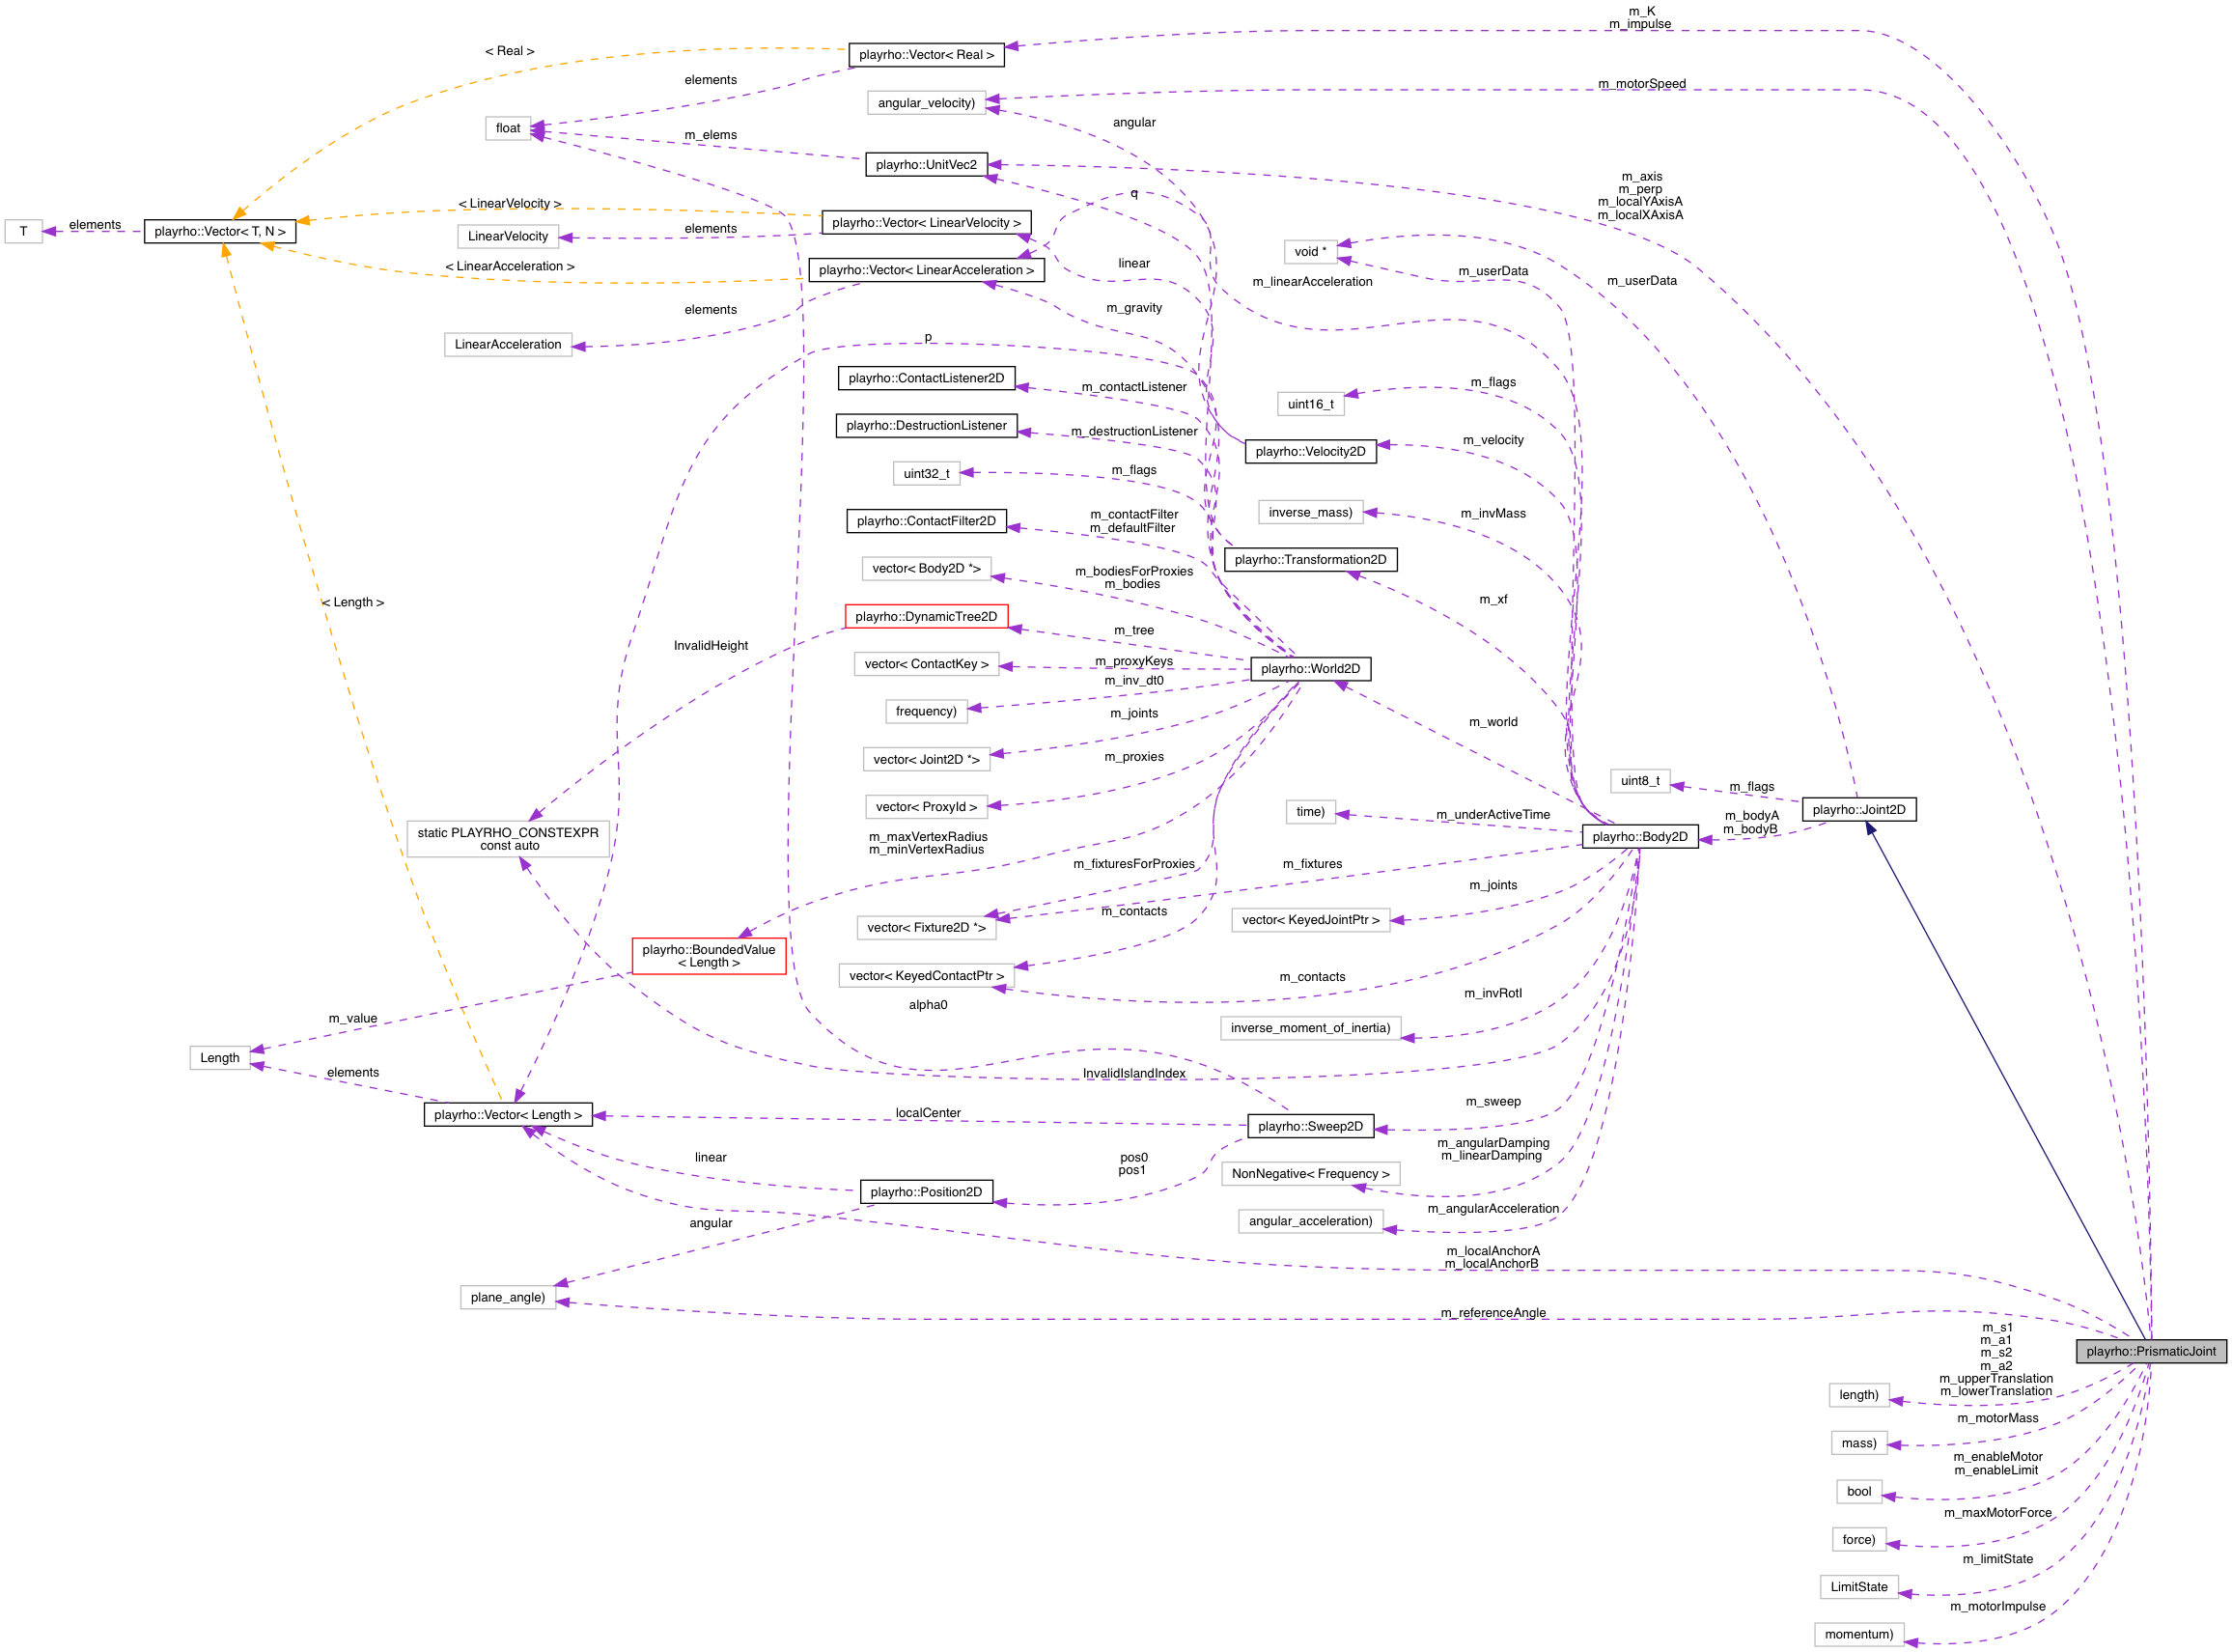 m_K
m_impulse
< Real >
playrho::Vector< Real >
elements
m_motorSpeed
angular_velocity)
angular
float
m_elems
playrho::UnitVec2
m_axis
m_perp
m_localYAxisA
m_localXAxisA
q
< LinearVelocity >
playrho::Vector< LinearVelocity >
T
elements
playrho::Vector< T, N >
LinearVelocity
elements
void *
linear
< LinearAcceleration >
playrho::Vector< LinearAcceleration >
m_userData
m_linearAcceleration
m_userData
elements
m_gravity
LinearAcceleration
p
playrho::ContactListener2D
m_contactListener
m_flags
uint16_t
playrho::DestructionListener
m_destructionListener
m_velocity
playrho::Velocity2D
uint32_t
m_flags
inverse_mass)
m_invMass
playrho::ContactFilter2D
m_contactFilter
m_defaultFilter
playrho::Transformation2D
vector< Body2D *>
m_bodiesForProxies
m_bodies
m_xf
< Length >
playrho::DynamicTree2D
m_tree
InvalidHeight
vector< ContactKey >
m_proxyKeys
playrho::World2D
m_inv_dt0
frequency)
m_joints
m_world
vector< Joint2D *>
m_proxies
uint8_t
m_flags
playrho::Joint2D
vector< ProxyId >
time)
m_underActiveTime
m_bodyA
m_bodyB
static PLAYRHO_CONSTEXPR
const auto
m_maxVertexRadius
m_minVertexRadius
playrho::Body2D
m_fixturesForProxies
m_fixtures
m_joints
vector< Fixture2D *>
m_contacts
vector< KeyedJointPtr >
playrho::BoundedValue
< Length >
vector< KeyedContactPtr >
m_contacts
m_invRotI
alpha0
m_value
inverse_moment_of_inertia)
Length
elements
InvalidIslandIndex
playrho::Vector< Length >
localCenter
m_sweep
playrho::Sweep2D
linear
pos0
pos1
m_angularDamping
m_linearDamping
NonNegative< Frequency >
playrho::Position2D
angular
m_angularAcceleration
angular_acceleration)
m_localAnchorA
m_localAnchorB
plane_angle)
m_referenceAngle
m_s1
m_a1
m_s2
m_a2
m_upperTranslation
m_lowerTranslation
playrho::PrismaticJoint
length)
m_motorMass
mass)
m_enableMotor
m_enableLimit
bool
m_maxMotorForce
force)
m_limitState
LimitState
m_motorImpulse
momentum)